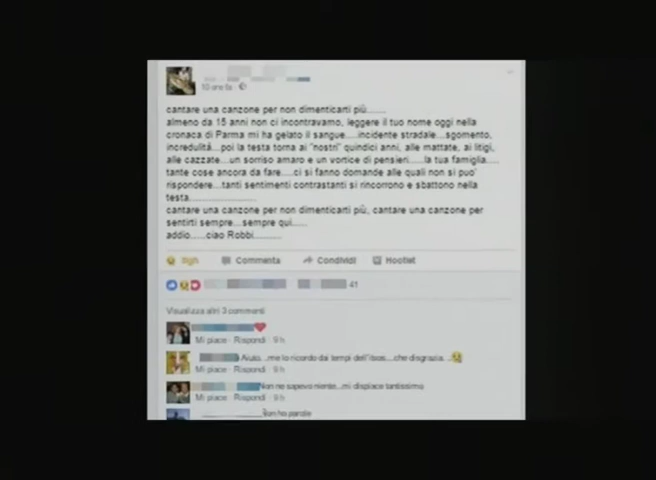 10 ore fa
cantare una canzone per non dimenticarti più......
almeno da 15 anni non ci incontravamo, leggere il tuo nome oggi nella
cronaca di Parma mi ha gelato il sangue....incidente stradale...sgomento,
incredulità...poi la testa torna ai "nostri" quindici anni, alle mattate, ai litigi,
alle cazzate...un sorriso amaro e un vortice di pensieri.....la tua famiglia....
tante cose ancora da fare....ci si fanno domande alle quali non si puo'
rispondere...tanti sentimenti contrastanti si rincorrono e sbattono nella
testa......................
cantare una canzone per non dimenticarti più, cantare una canzone per
sentirti sempre...sempre qui.....
addio.....ciao Robbi..........
Sigh Commenta Condividi Hootlet
41
Visualizza altri 3 commenti
Mi piace · Rispondi · 9 h
...me lo ricordo dai tempi dell'itsos....che disgrazia...
Mi piace · Rispondi · 9 h
Non ne sapevo niente...mi dispiace tantissimo
Mi piace · Rispondi · 9 h
Non ho parole